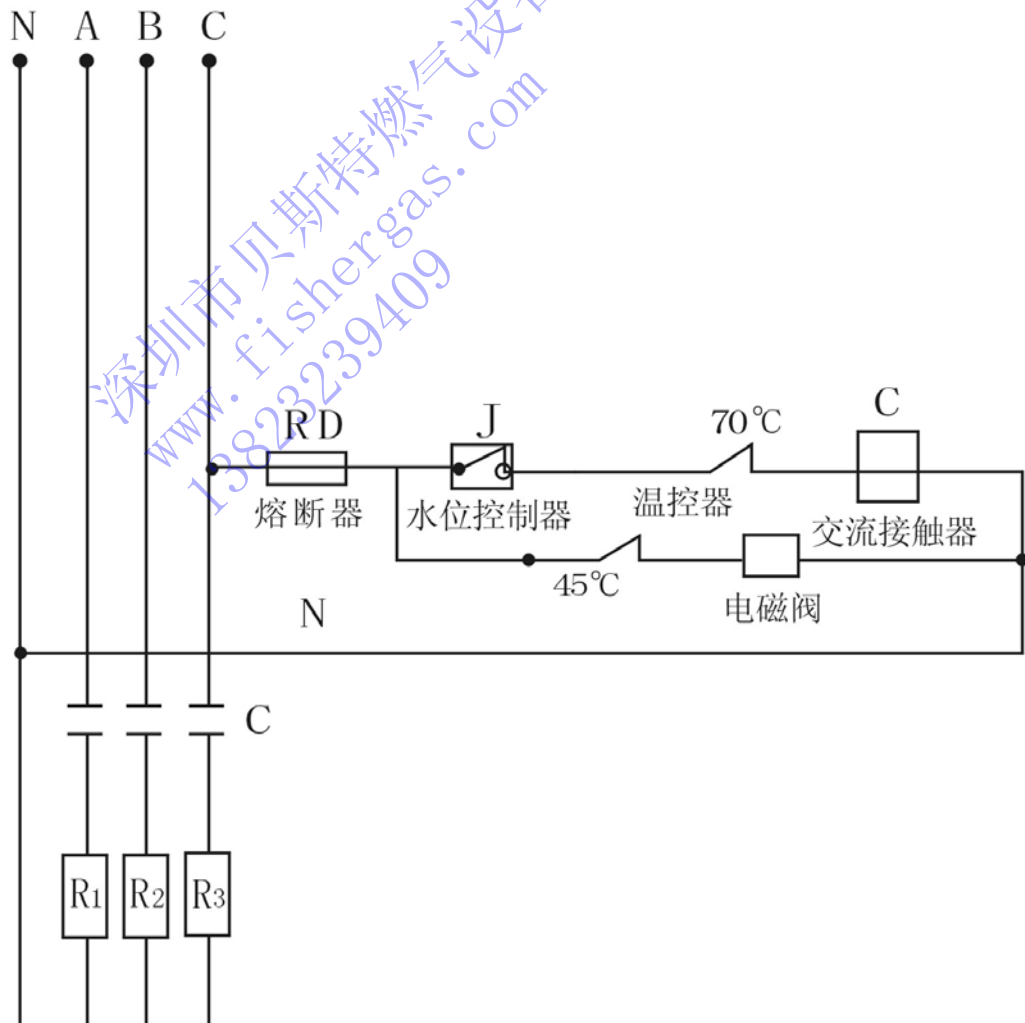 N A B C
深圳市贝斯特燃气设备
www.fishergas.com
13823239409
RD
J
70℃
C
熔断器
水位控制器
温控器
交流接触器
45℃
电磁阀
N
C
R1 R2 R3